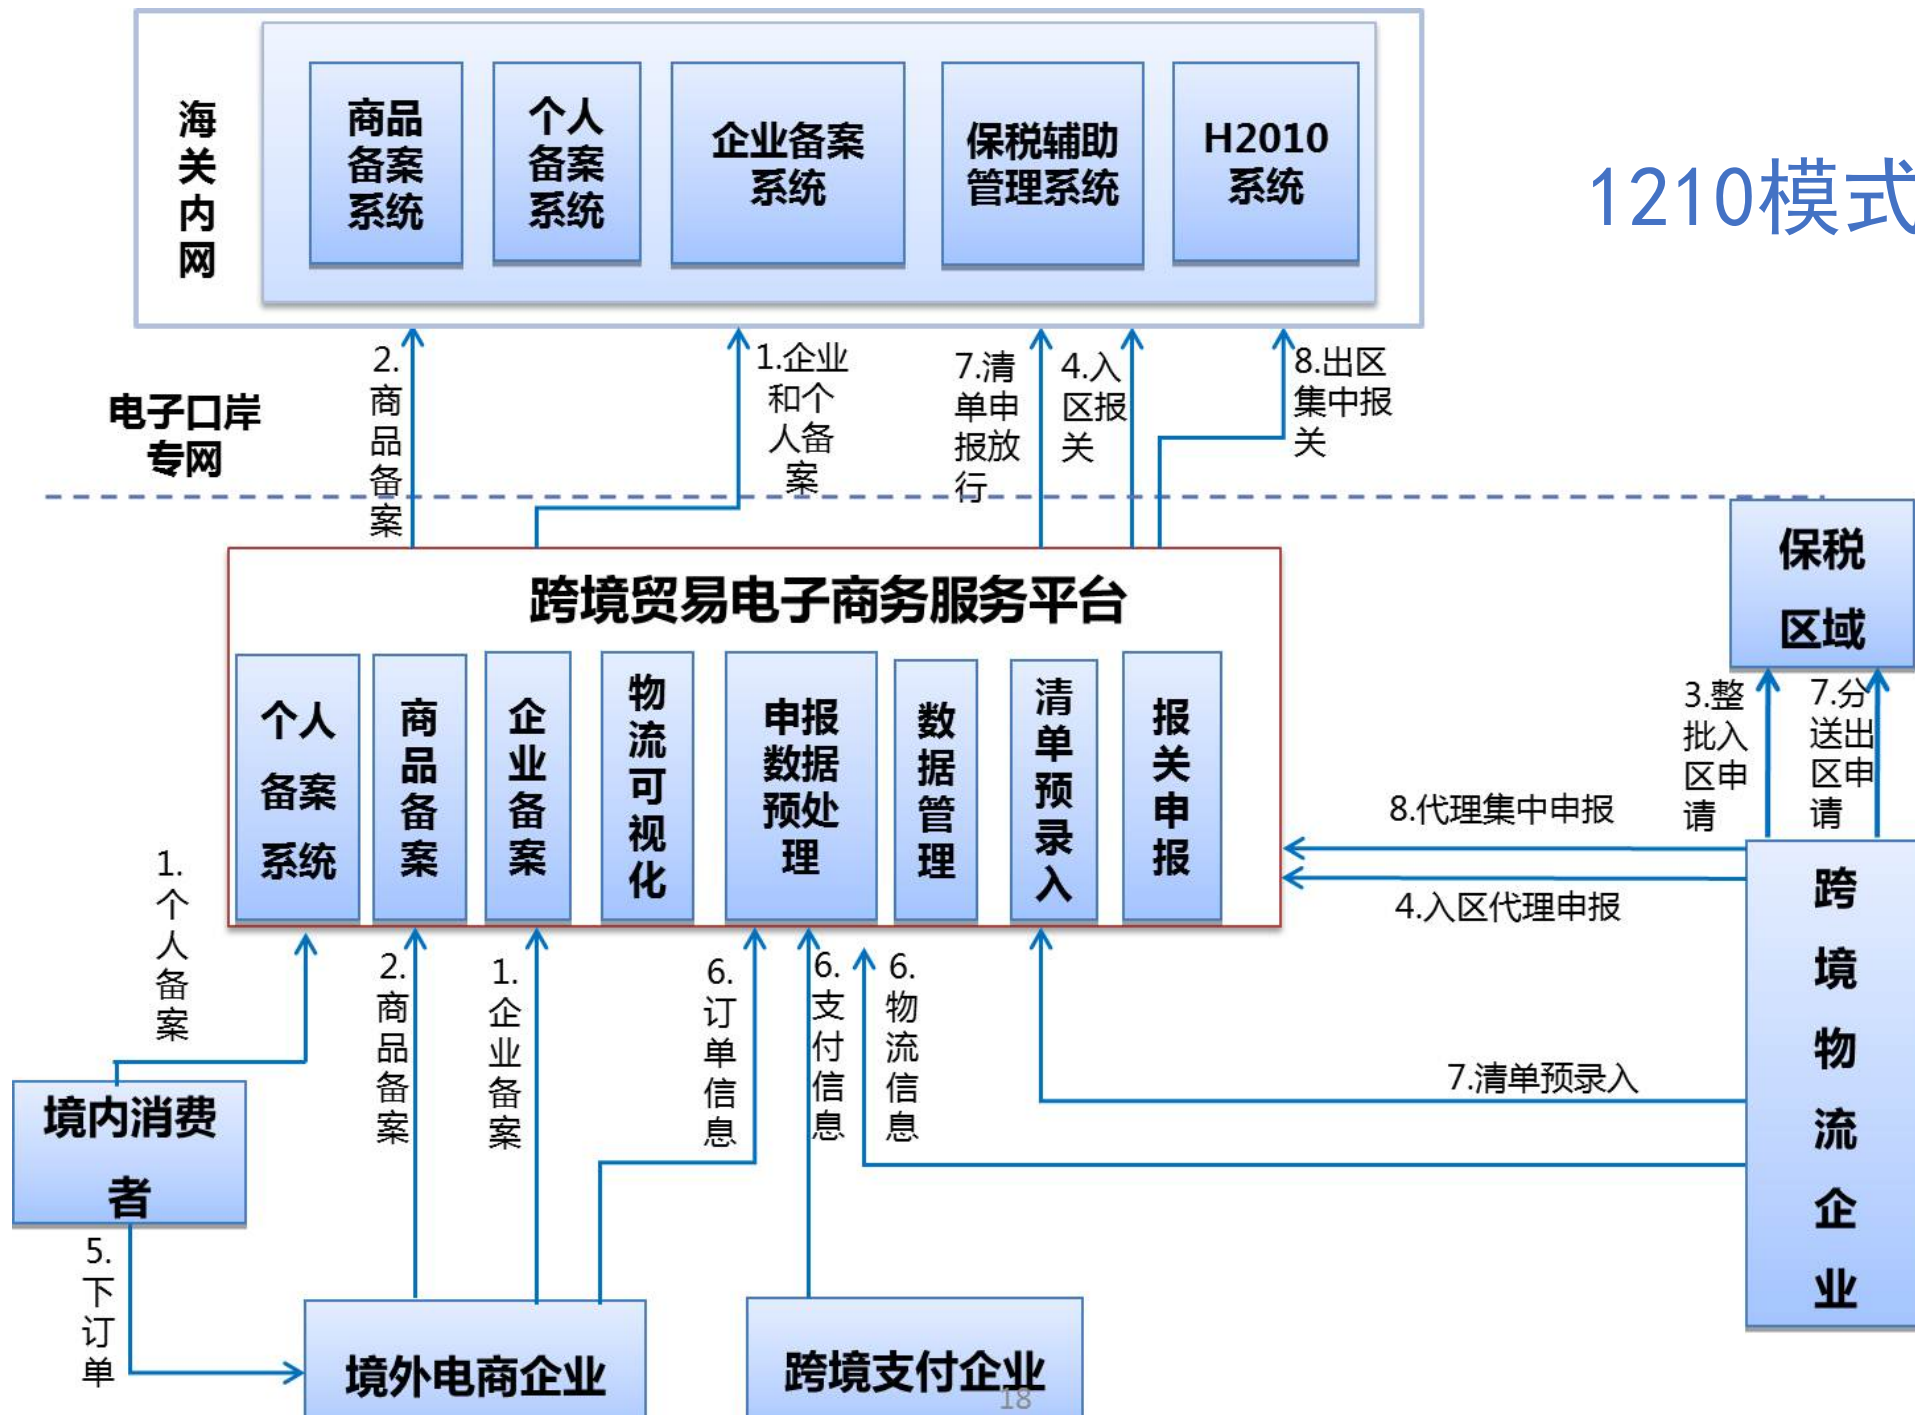 海
关
内
网
商品
备案
系统
个人
备案
系统
企业备案
系统
保税辅助
管理系统
H2010
系统
1210模式
2.
商
品
备
案
1.企业
和个
人备
案
7.清
单申
报放
行
4.入
区报
关
8.出区
集中报
关
电子口岸
专网
保税
区域
跨境贸易电子商务服务平台
个人
备案
系统
商
品
备
案
企
业
备
案
物
流
可
视
化
申报
数据
预处
理
数
据
管
理
清
单
预
录
入
报
关
申
报
3.整
批入
区申
请
7.分
送出
区申
请
8.代理集中申报
4.入区代理申报
跨
境
物
流
企
业
1.
个
人
备
案
2.
商
品
备
案
1.
企
业
备
案
6.
订
单
信
息
6.
支
付
信
息
6.
物
流
信
息
7.清单预录入
境内消费
者
5.
下
订
单
境外电商企业
跨境支付企业
18